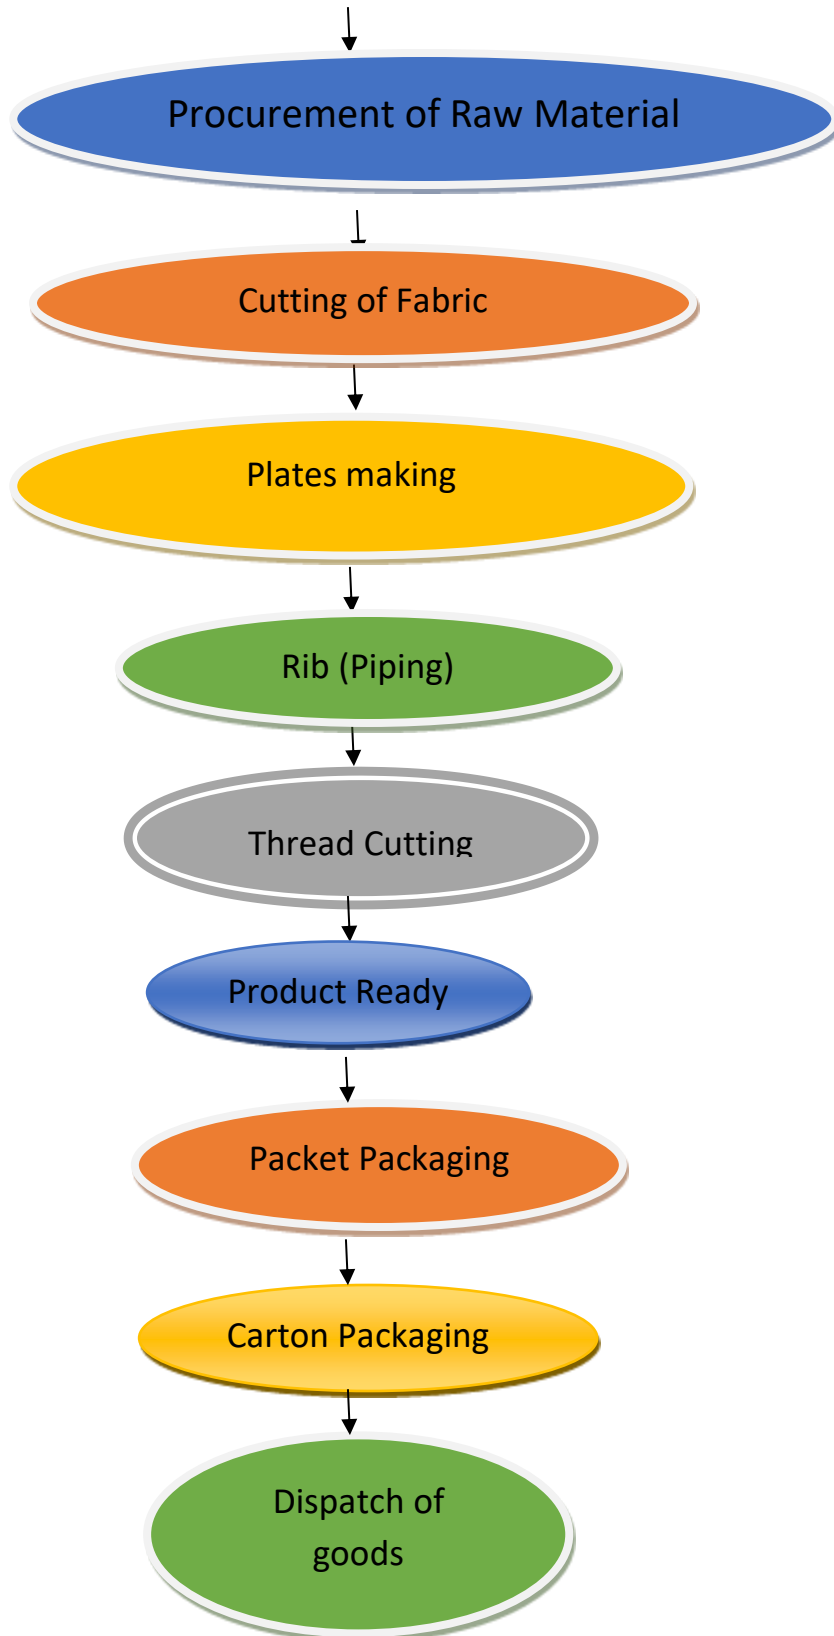 Procurement of Raw Material
Cutting of Fabric
Plates making
Rib (Piping)
Thread Cutting
Product Ready
Packet Packaging
Carton Packaging
Dispatch of
goods